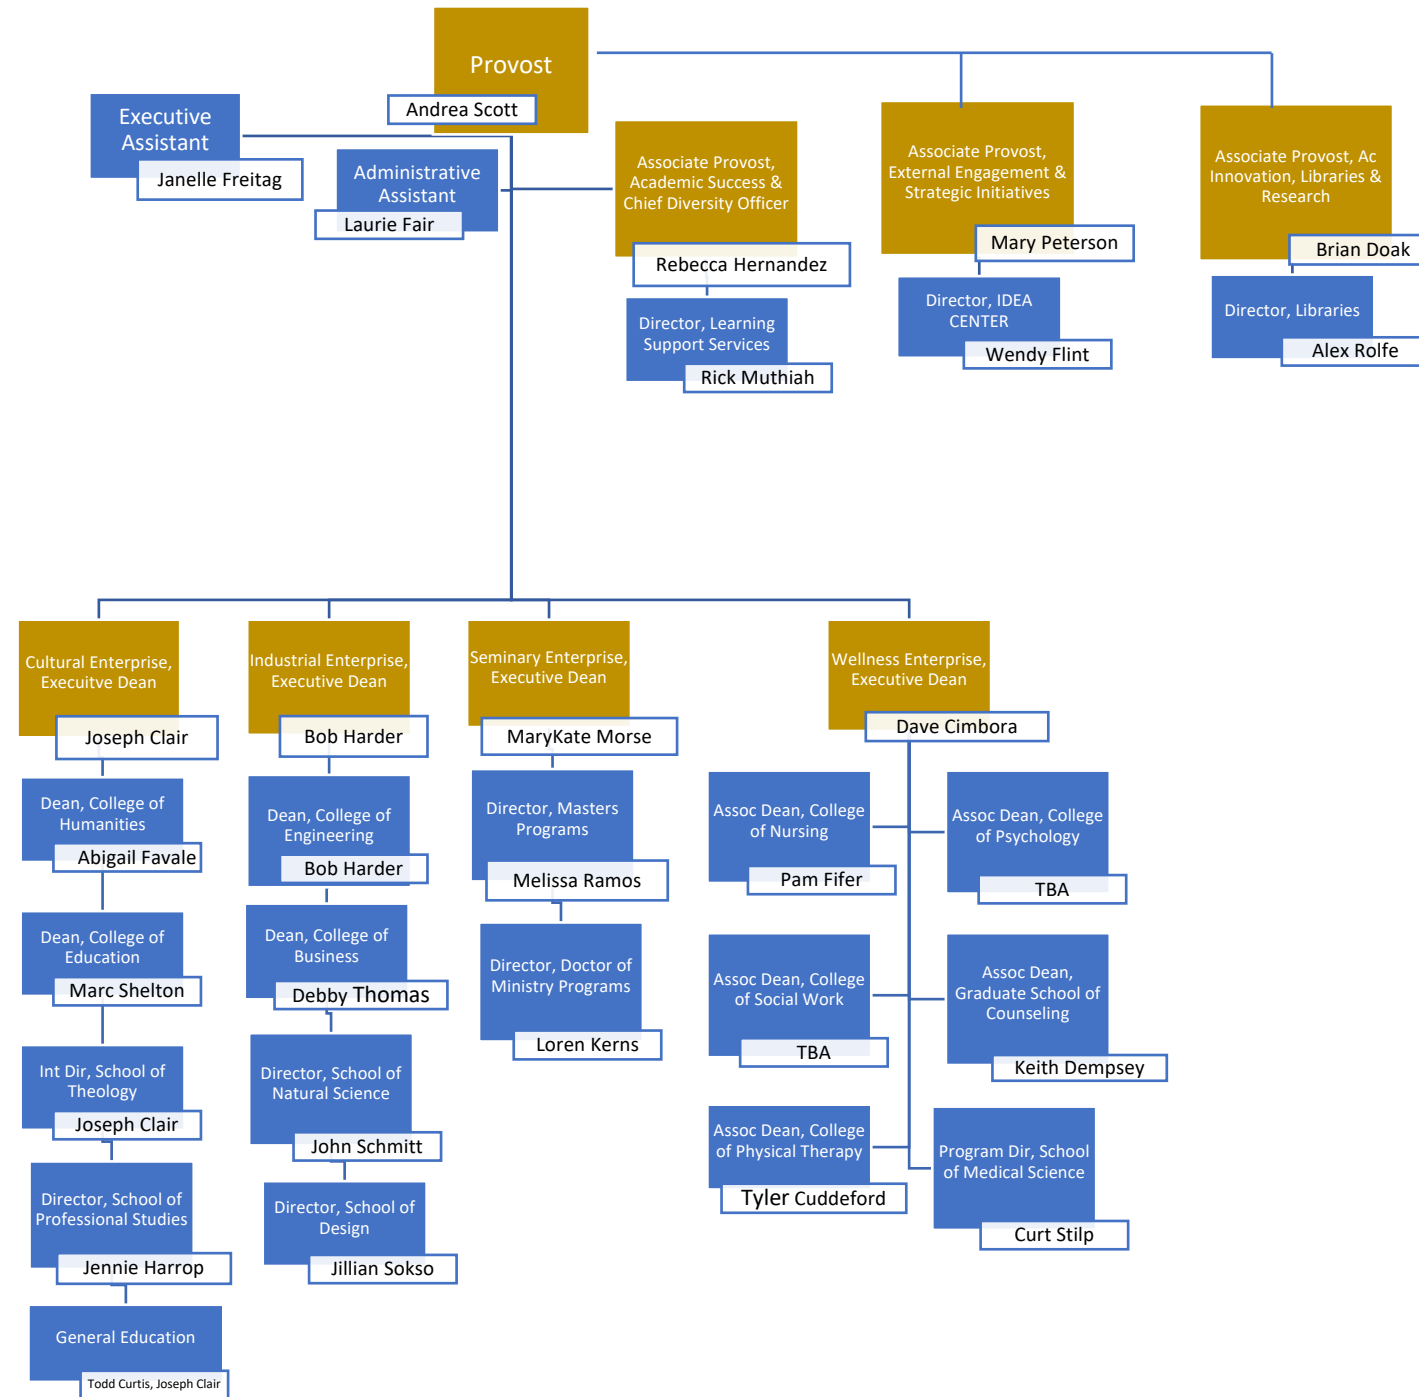 Provost
Andrea Scott
Executive
Assistant
Janelle Freitag
Administrative
Assistant
Laurie Fair
Associate Provost,
Academic Success &
Chief Diversity Officer
Rebecca Hernandez
Director, Learning
Support Services
Rick Muthiah
Associate Provost,
External Engagement &
Strategic Initiatives
Mary Peterson
Director, IDEA
CENTER
Wendy Flint
Associate Provost, Ac
Innovation, Libraries &
Research
Brian Doak
Director, Libraries
Alex Rolfe
Cultural Enterprise,
Execuitve Dean
Joseph Clair
Dean, College of
Humanities
Abigail Favale
Dean, College of
Education
Marc Shelton
Int Dir, School of
Theology
Joseph Clair
Director, School of
Professional Studies
Jennie Harrop
General Education
Todd Curtis, Joseph Clair
Industrial Enterprise,
Executive Dean
Bob Harder
Dean, College of
Engineering
Bob Harder
Dean, College of
Business
Debby Thomas
Director, School of
Natural Science
John Schmitt
Director, School of
Design
Jillian Sokso
Seminary Enterprise,
Executive Dean
MaryKate Morse
Director, Masters
Programs
Melissa Ramos
Director, Doctor of
Ministry Programs
Loren Kerns
Wellness Enterprise,
Executive Dean
Dave Cimbora
Assoc Dean, College
of Nursing
Pam Fifer
Assoc Dean, College
of Psychology
TBA
Assoc Dean, College
of Social Work
TBA
Assoc Dean,
Graduate School of
Counseling
Keith Dempsey
Assoc Dean, College
of Physical Therapy
Tyler Cuddeford
Program Dir, School
of Medical Science
Curt Stilp